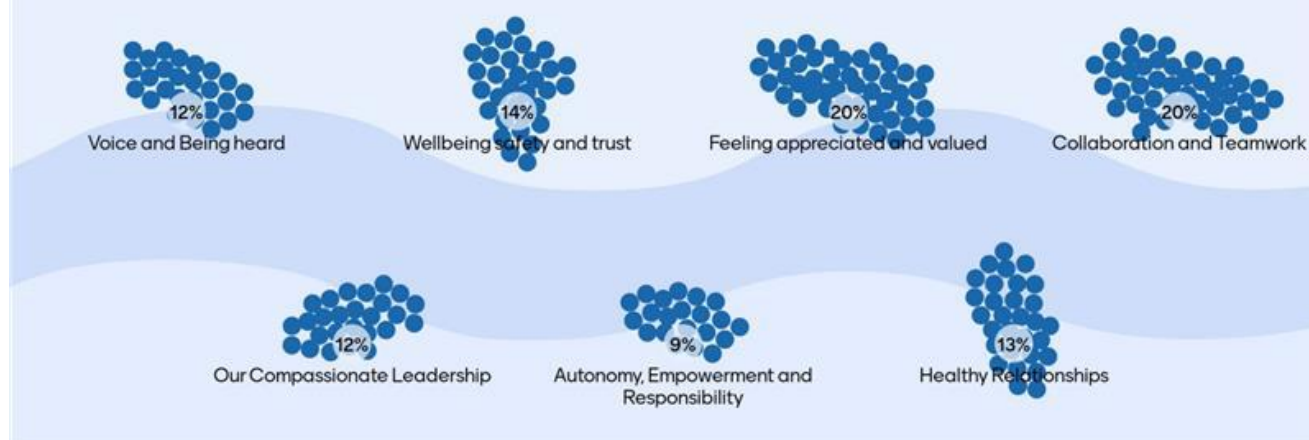 12%
Voice and Being heard
14%
Wellbeing safety and trust
20%
Feeling appreciated and valued
20%
Collaboration and Teamwork
12%
Our Compassionate Leadership
9%
Autonomy, Empowerment and
Responsibility
13%
Healthy Relationships